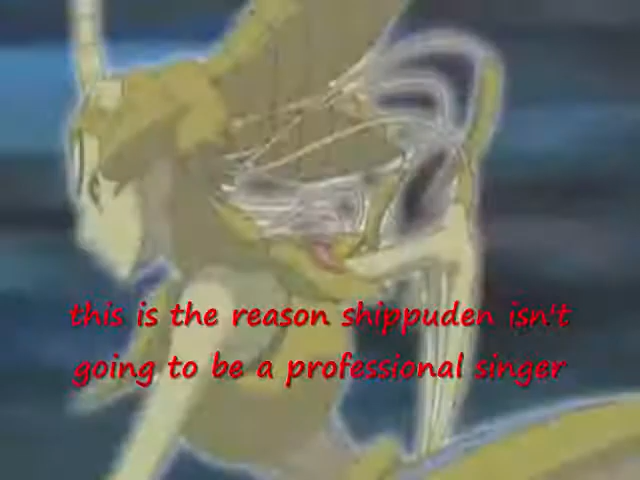 this is the reason shippuden isn't
going to be a professional singer